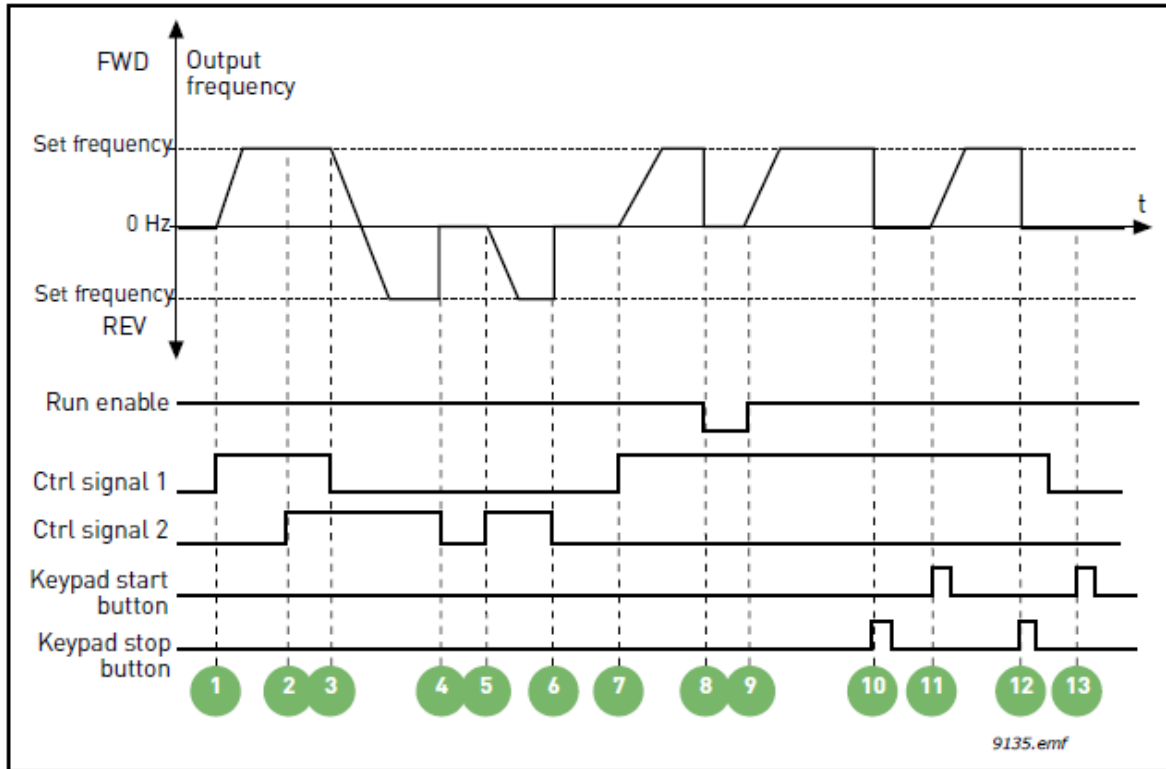 FWD
Output
frequency
Set frequency
0 Hz
t
Set frequency
REV
Run enable
Ctrl signal 1
Ctrl signal 2
Keypad start
button
Keypad stop
button
1 2 3 4 5 6 7 8 9 10 11 12 13
9135.emf